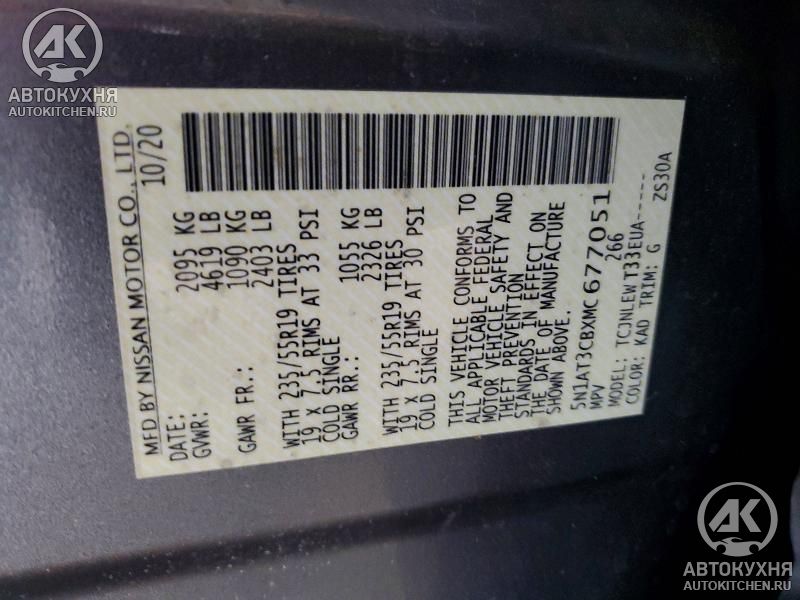 AK
АВТОКУХНЯ
AUTOKITCHEN.RU
MFD BY NISSAN MOTOR CO., LTD.
DATE: 10/20
GVWR: 2095 KG
4619 LB
GAWR FR.: 1090 KG
2403 LB
WITH 235/55R19 TIRES
19 x 7.5 RIMS AT 33 PSI
COLD SINGLE
GAWR RR.: 1055 KG
2326 LB
WITH 235/55R19 TIRES
19 x 7.5 RIMS AT 30 PSI
COLD SINGLE
THIS VEHICLE CONFORMS TO
ALL APPLICABLE FEDERAL
MOTOR VEHICLE SAFETY AND
THEFT PREVENTION
STANDARDS IN EFFECT ON
THE DATE OF MANUFACTURE
SHOWN ABOVE.
5N1AT3CBXMC677051
MPV 266
MODEL: TCJNLEWT33EUA-----
COLOR: KAD TRIM: G ZS30A
AK
АВТОКУХНЯ
AUTOKITCHEN.RU